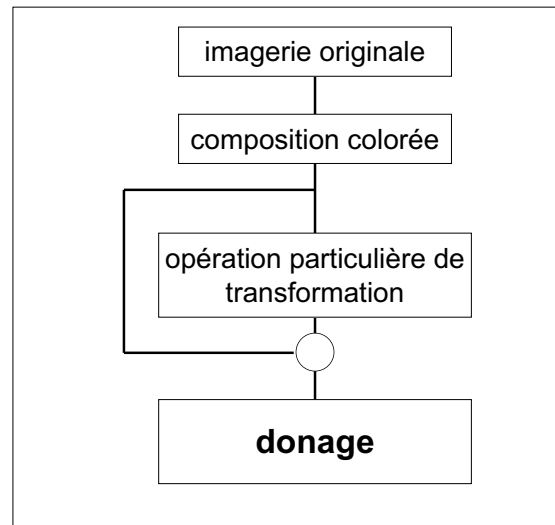 imagerie originale
composition colorée
opération particulière de
transformation
donage